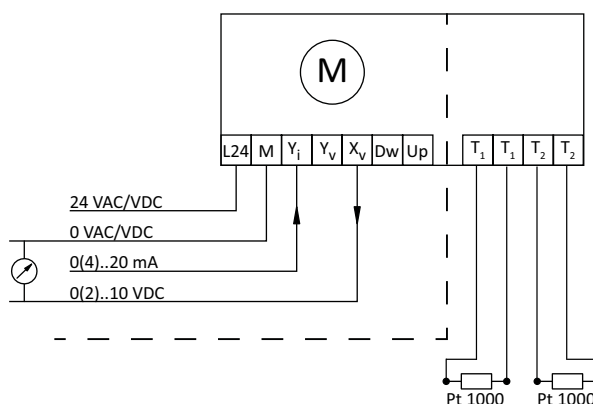 M
L24 M Yi Yv Xv Dw Up T1 T1 T2 T2
24 VAC/VDC
0 VAC/VDC
0(4)..20 mA
0(2)..10 VDC
Pt 1000 Pt 1000